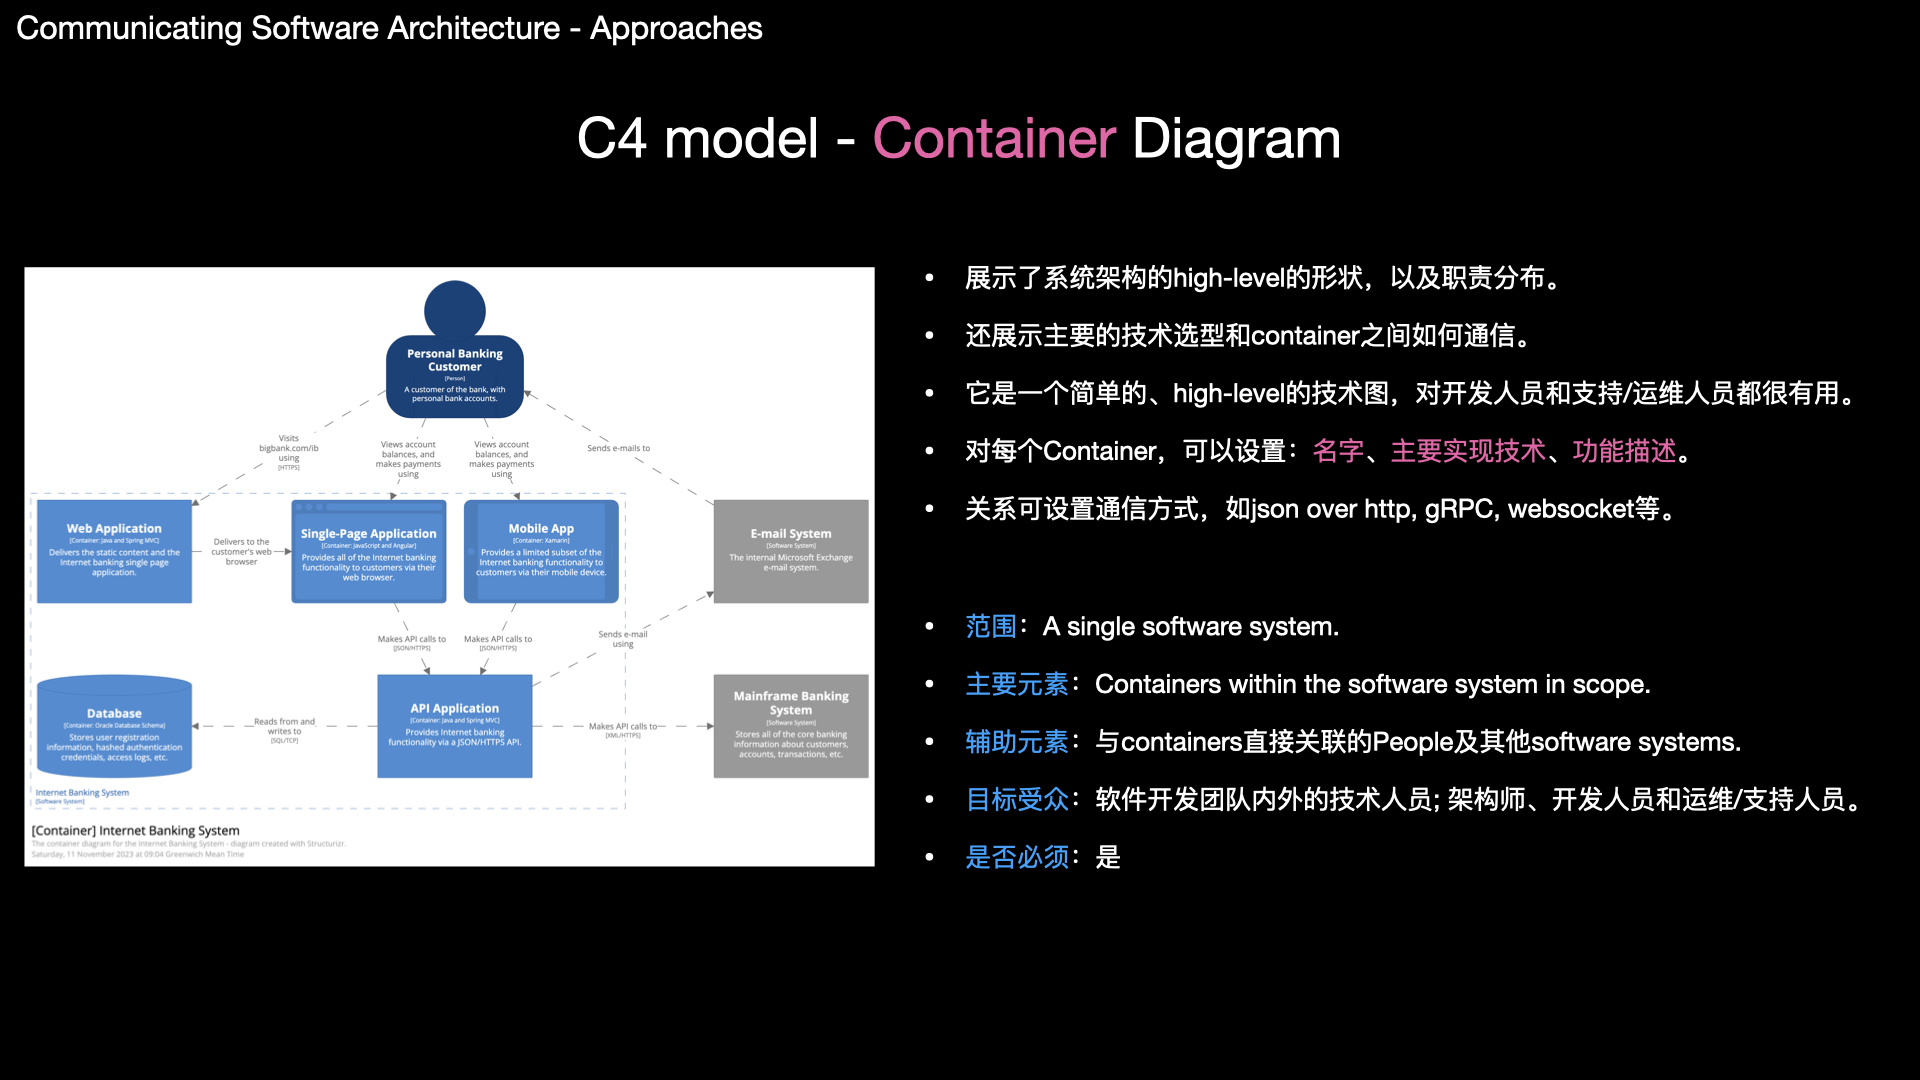 Communicating Software Architecture - Approaches
C4 model - Container Diagram
Personal Banking
Customer
[Person]
A customer of the bank, with
personal bank accounts.
Visits
bigbank.com/ib
using
[HTTPS]
Views account
balances, and
makes payments
using
Views account
balances, and
makes payments
using
Sends e-mails to
Web Application
[Container: Java and Spring MVC]
Delivers the static content and the
Internet banking single page
application.
Delivers to the
customer's web
browser
Single-Page Application
[Container: JavaScript and Angular]
Provides all of the Internet banking
functionality to customers via their
web browser.
Mobile App
[Container: Xamarin]
Provides a limited subset of the
Internet banking functionality to
customers via their mobile device.
E-mail System
[Software System]
The internal Microsoft Exchange
e-mail system.
Makes API calls to
[JSON/HTTPS]
Makes API calls to
[JSON/HTTPS]
Sends e-mail
using
Database
[Container: Oracle Database Schema]
Stores user registration
information, hashed authentication
credentials, access logs, etc.
Reads from and
writes to
[SQL/TCP]
API Application
[Container: Java and Spring MVC]
Provides Internet banking
functionality via a JSON/HTTPS API.
Makes API calls to
[XML/HTTPS]
Mainframe Banking
System
[Software System]
Stores all of the core banking
information about customers,
accounts, transactions, etc.
Internet Banking System
[Software System]
[Container] Internet Banking System
The container diagram for the Internet Banking System - diagram created with Structurizr.
Saturday, 11 November 2023 at 09:04 Greenwich Mean Time
• 展示了系统架构的high-level的形状，以及职责分布。
• 还展示主要的技术选型和container之间如何通信。
• 它是一个简单的、high-level的技术图，对开发人员和支持/运维人员都很有用。
• 对每个Container，可以设置：名字、主要实现技术、功能描述。
• 关系可设置通信方式，如json over http, gRPC, websocket等。
• 范围：A single software system.
• 主要元素：Containers within the software system in scope.
• 辅助元素：与containers直接关联的People及其他software systems.
• 目标受众：软件开发团队内外的技术人员; 架构师、开发人员和运维/支持人员。
• 是否必须：是